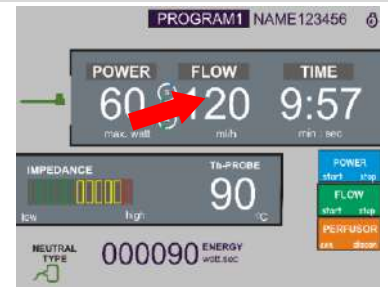 PROGRAM1 NAME123456
POWER FLOW TIME
60 120 9:57
max. watt ml/h min : sec
IMPEDANCE
low high
Th-PROBE
90
°C
POWER
start stop
FLOW
start stop
PERFUSOR
con. discon
NEUTRAL
TYPE
000090 ENERGY
watt.sec